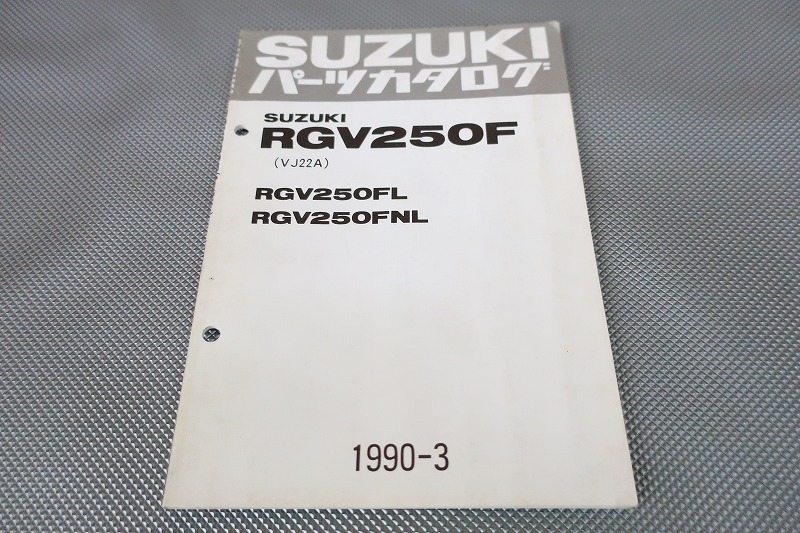 SUZUKI
パーツカタログ
SUZUKI
RGV250F
(VJ22A)
RGV250FL
RGV250FNL
1990-3